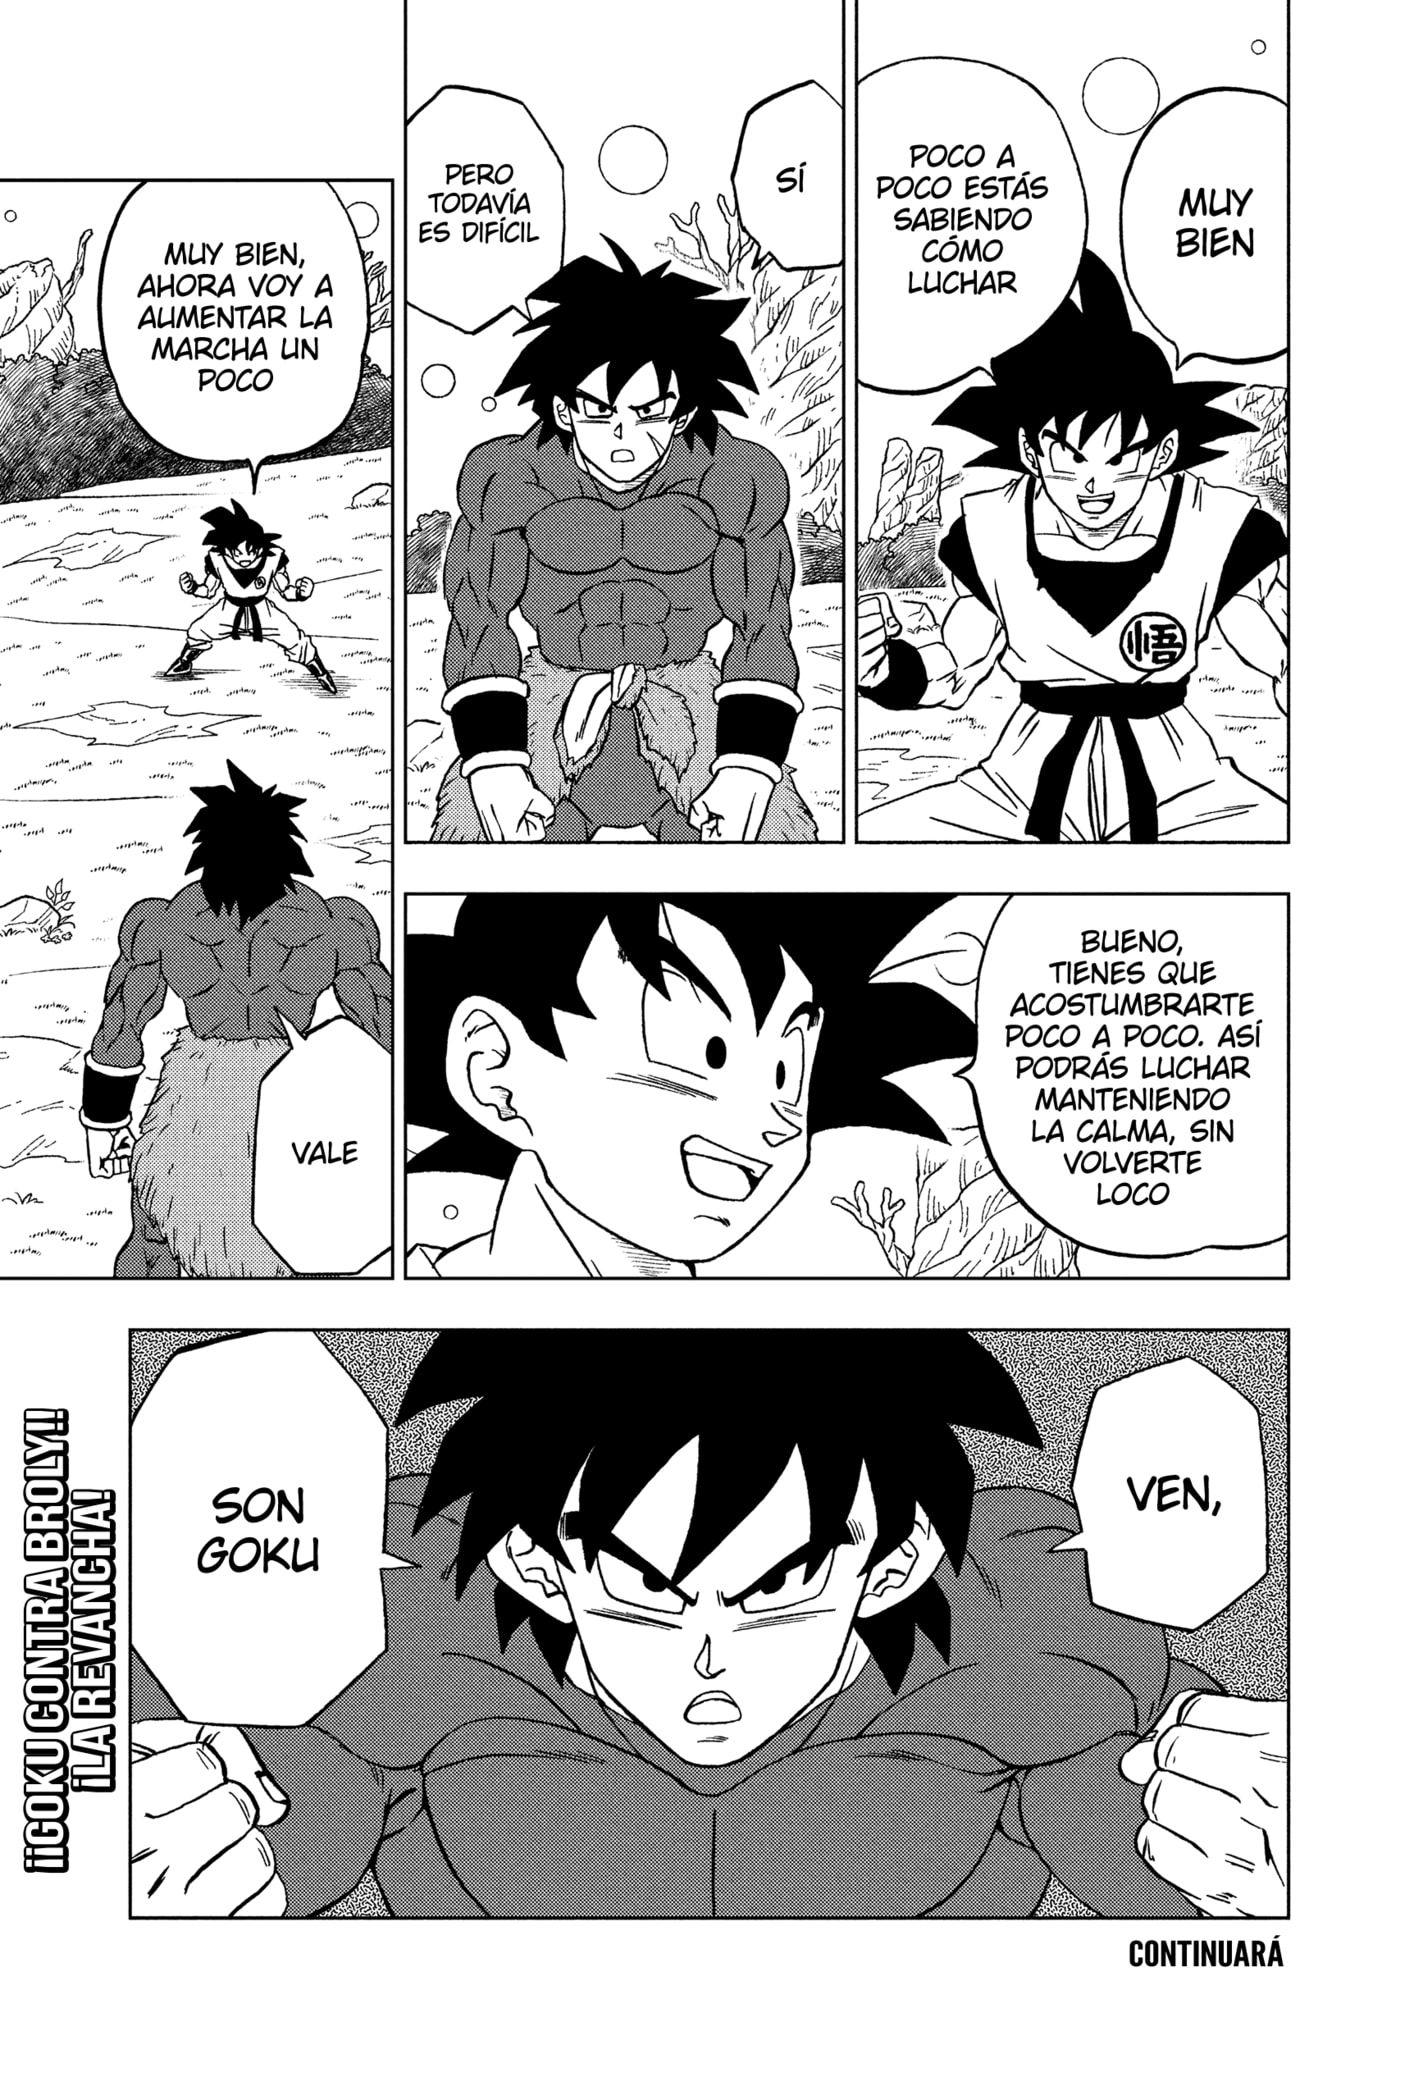 MUY
BIEN
POCO A
POCO ESTÁS
SABIENDO
CÓMO
LUCHAR
SÍ
PERO
TODAVÍA
ES DIFÍCIL
悟
BUENO,
TIENES QUE
ACOSTUMBRARTE
POCO A POCO. ASÍ
PODRÁS LUCHAR
MANTENIENDO
LA CALMA, SIN
VOLVERTE
LOCO
MUY BIEN,
AHORA VOY A
AUMENTAR LA
MARCHA UN
POCO
VALE
VEN,
SON
GOKU
¡¡GOKU CONTRA BROLY!!
¡LA REVANCHA!
CONTINUARÁ